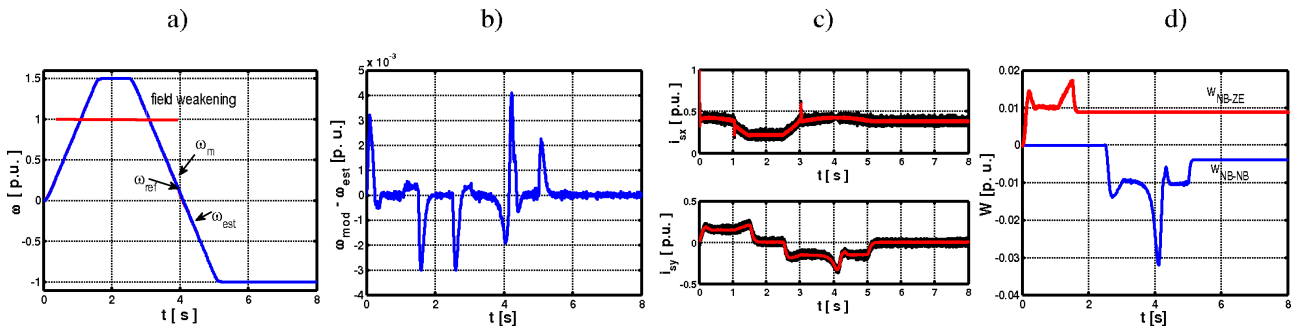 a)
b)
c)
d)
ω [ p.u.]
1.5
1
0.5
0
-0.5
-1
field weakening
ω_m
ω_ref
ω_est
0 2 4 6 8
t [ s ]
x 10^-3
ω_mod - ω_est [p. u.]
5
4
3
2
1
0
-1
-2
-3
-4
0 2 4 6 8
t [s]
i_sx [ p.u.]
1
0.5
0
0 1 2 3 4 5 6 7 8
t [ s ]
i_sy [ p.u.]
0.5
0
-0.5
0 1 2 3 4 5 6 7 8
t [ s ]
W [p. u.]
0.02
0.01
0
-0.01
-0.02
-0.03
-0.04
w_NB-ZE
w_NB-NB
0 2 4 6 8
t [s]